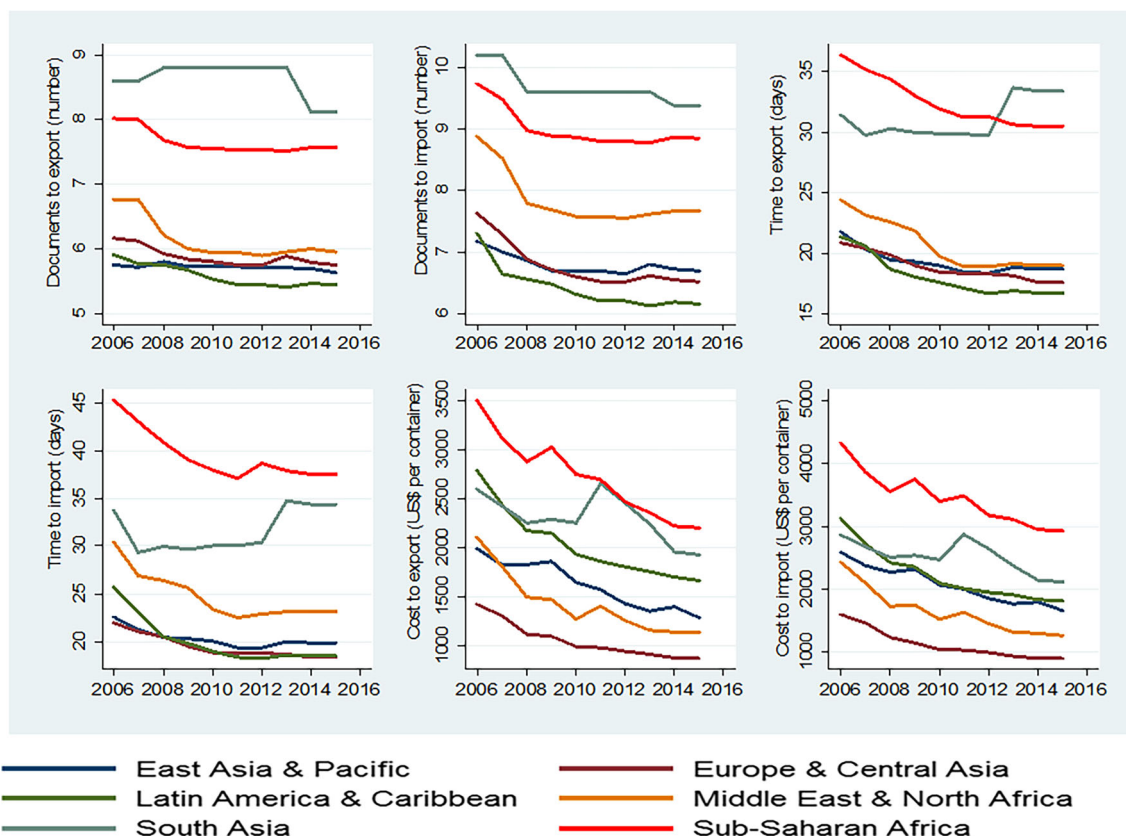 Documents to export (number)
9
8
7
6
5
2006 2008 2010 2012 2014 2016
Documents to import (number)
10
9
8
7
6
2006 2008 2010 2012 2014 2016
Time to export (days)
35
30
25
20
15
2006 2008 2010 2012 2014 2016
Time to import (days)
45
40
35
30
25
20
2006 2008 2010 2012 2014 2016
Cost to export (US$ per container)
3500
3000
2500
2000
1500
1000
2006 2008 2010 2012 2014 2016
Cost to import (US$ per container)
5000
4000
3000
2000
1000
2006 2008 2010 2012 2014 2016
East Asia & Pacific
Europe & Central Asia
Latin America & Caribbean
Middle East & North Africa
South Asia
Sub-Saharan Africa